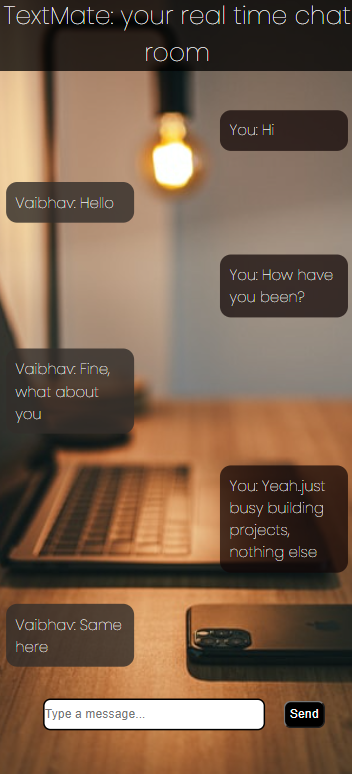 TextMate: your real time chat
room
You: Hi
Vaibhav: Hello
You: How have
you been?
Vaibhav: Fine,
what about
you
You: Yeah..just
busy building
projects,
nothing else
Vaibhav: Same
here
Type a message...
Send